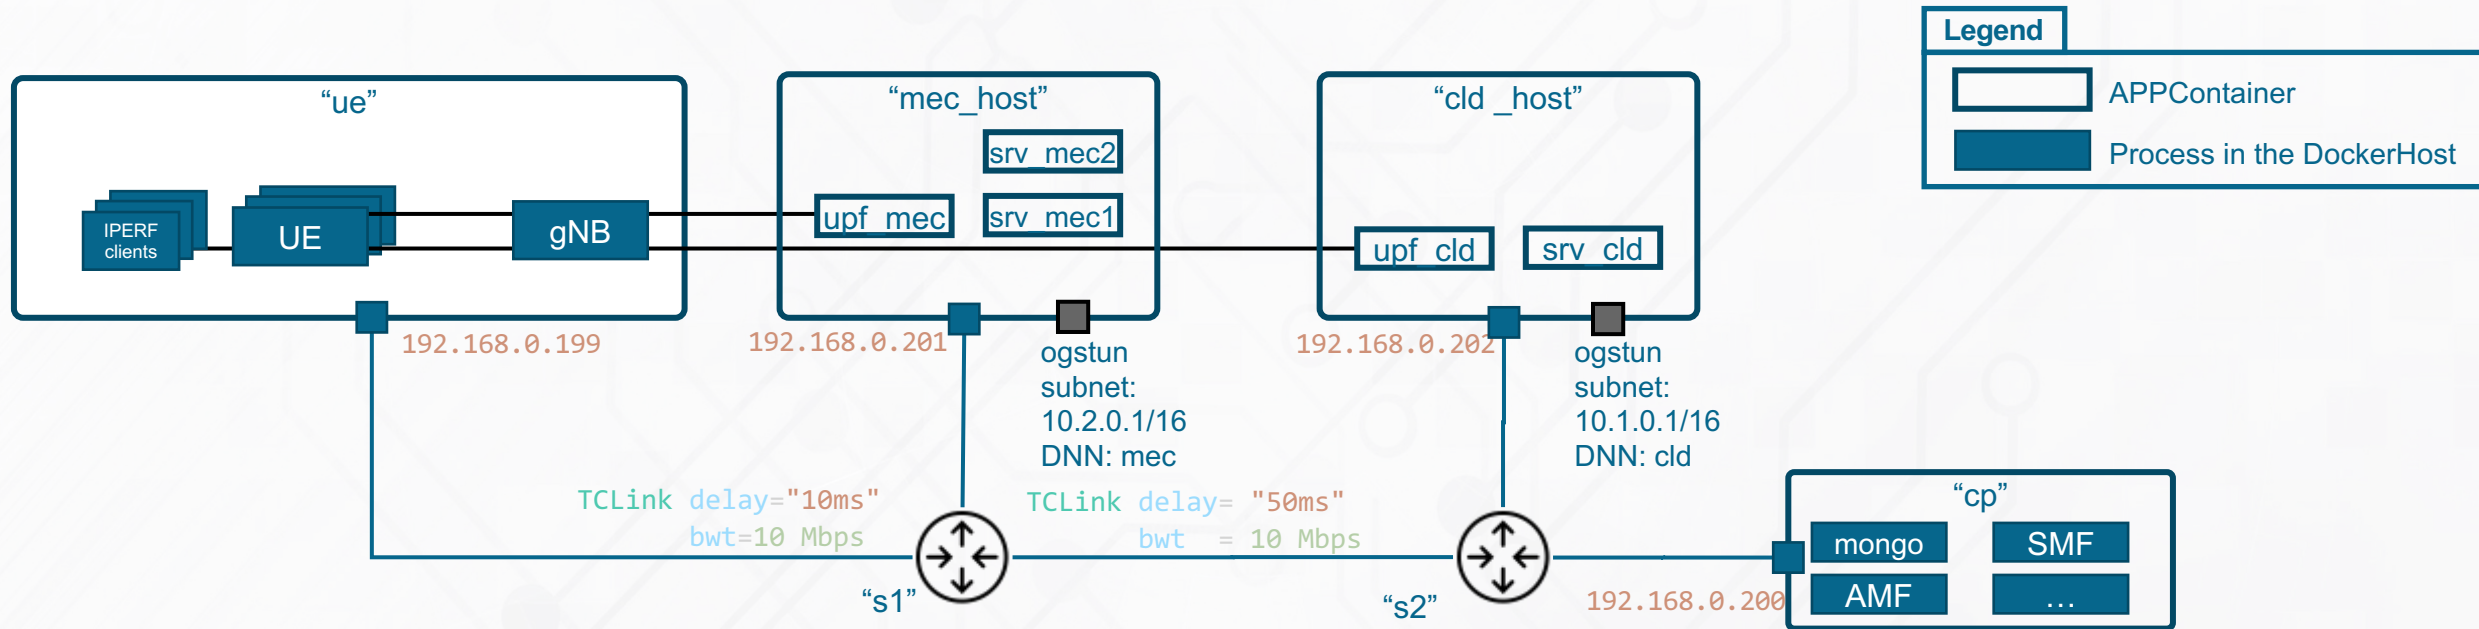 Legend
APPContainer
Process in the DockerHost
“ue”
IPERF
clients
UE
gNB
“mec_host”
srv_mec2
upf_mec
srv_mec1
“cld _host”
upf_cld
srv_cld
192.168.0.199
192.168.0.201
ogstun
subnet:
10.2.0.1/16
DNN: mec
192.168.0.202
ogstun
subnet:
10.1.0.1/16
DNN: cld
TCLink delay="10ms"
bwt=10 Mbps
TCLink delay= "50ms"
bwt = 10 Mbps
“s1”
“s2”
192.168.0.200
“cp”
mongo
SMF
AMF
...